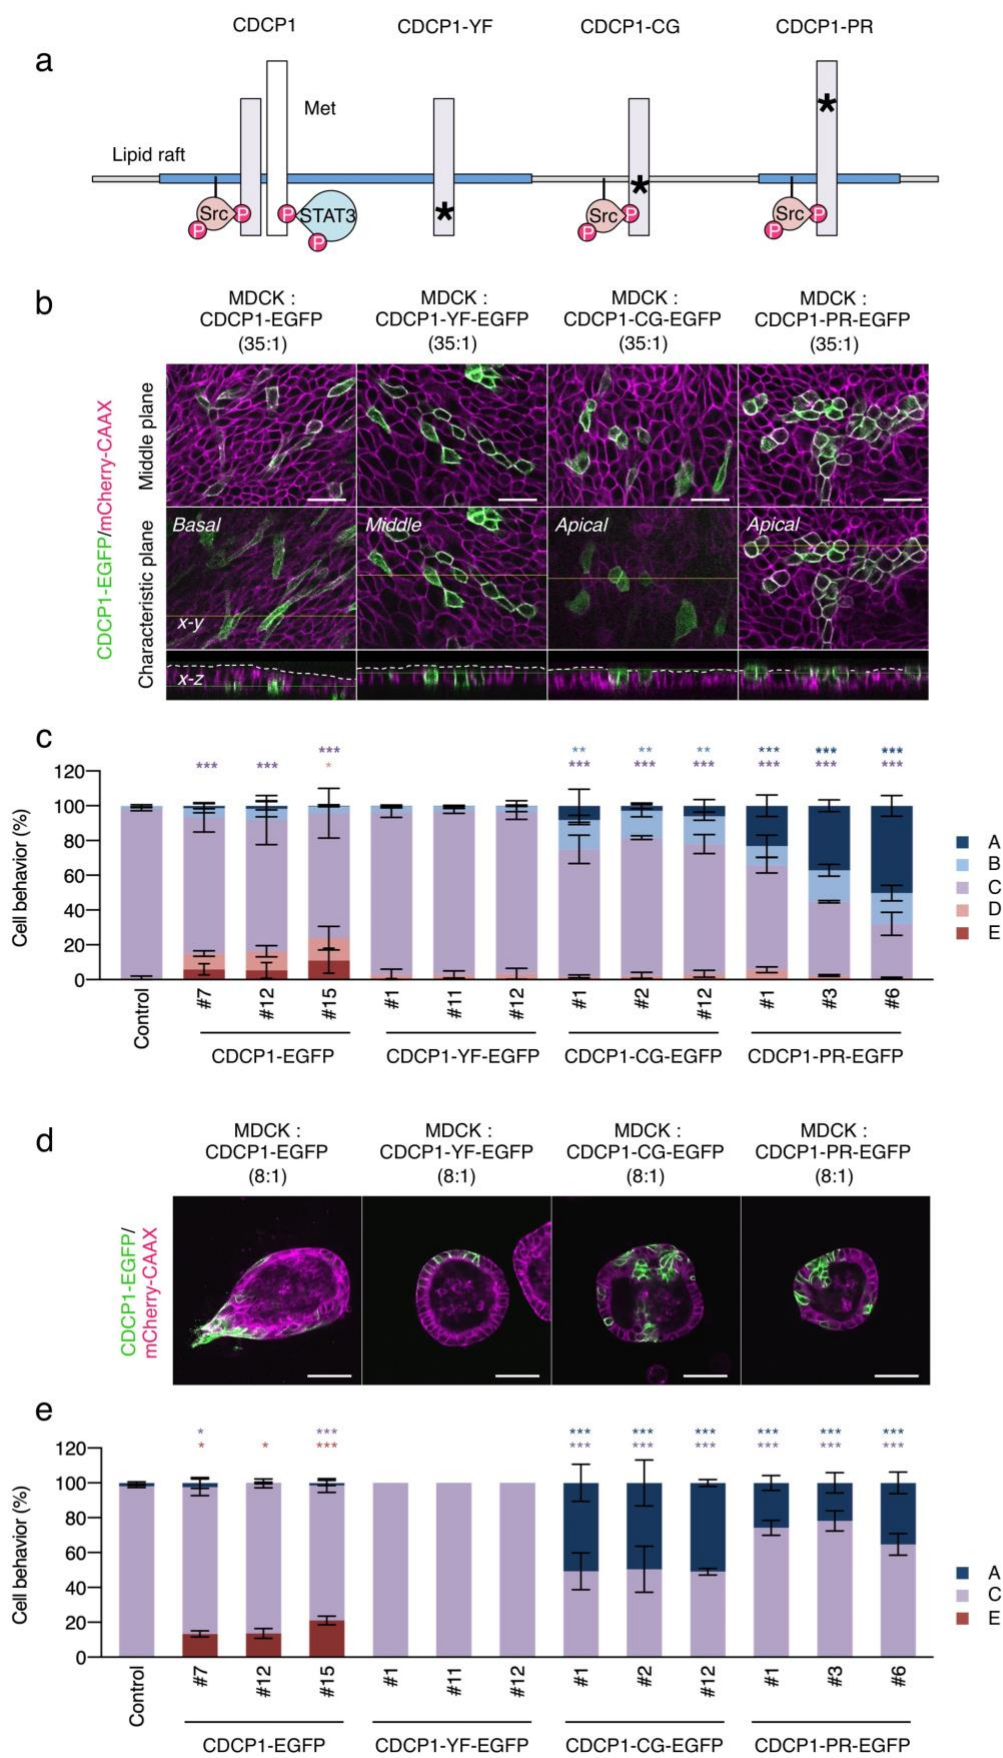 CDCP1 CDCP1-YF CDCP1-CG CDCP1-PR
a
Met
Lipid raft
Src P P STAT3 Src P Src P
P P P P
*
*
*
b
MDCK : MDCK : MDCK : MDCK :
CDCP1-EGFP CDCP1-YF-EGFP CDCP1-CG-EGFP CDCP1-PR-EGFP
(35:1) (35:1) (35:1) (35:1)
CDCP1-EGFP/mCherry-CAAX
Middle plane
Characteristic plane
Basal Middle Apical Apical
x-y
x-z
c
Cell behavior (%)
120
100
80
60
40
20
0
*** ** ** ** *** *** ***
*** *** * *** *** *** *** *** ***
A
B
C
D
E
Control #7 #12 #15 #1 #11 #12 #1 #2 #12 #1 #3 #6
CDCP1-EGFP CDCP1-YF-EGFP CDCP1-CG-EGFP CDCP1-PR-EGFP
d
MDCK : MDCK : MDCK : MDCK :
CDCP1-EGFP CDCP1-YF-EGFP CDCP1-CG-EGFP CDCP1-PR-EGFP
(8:1) (8:1) (8:1) (8:1)
CDCP1-EGFP/
mCherry-CAAX
e
Cell behavior (%)
120
100
80
60
40
20
0
* *** *** *** *** *** *** ***
* * *** *** *** *** *** *** ***
A
C
E
Control #7 #12 #15 #1 #11 #12 #1 #2 #12 #1 #3 #6
CDCP1-EGFP CDCP1-YF-EGFP CDCP1-CG-EGFP CDCP1-PR-EGFP